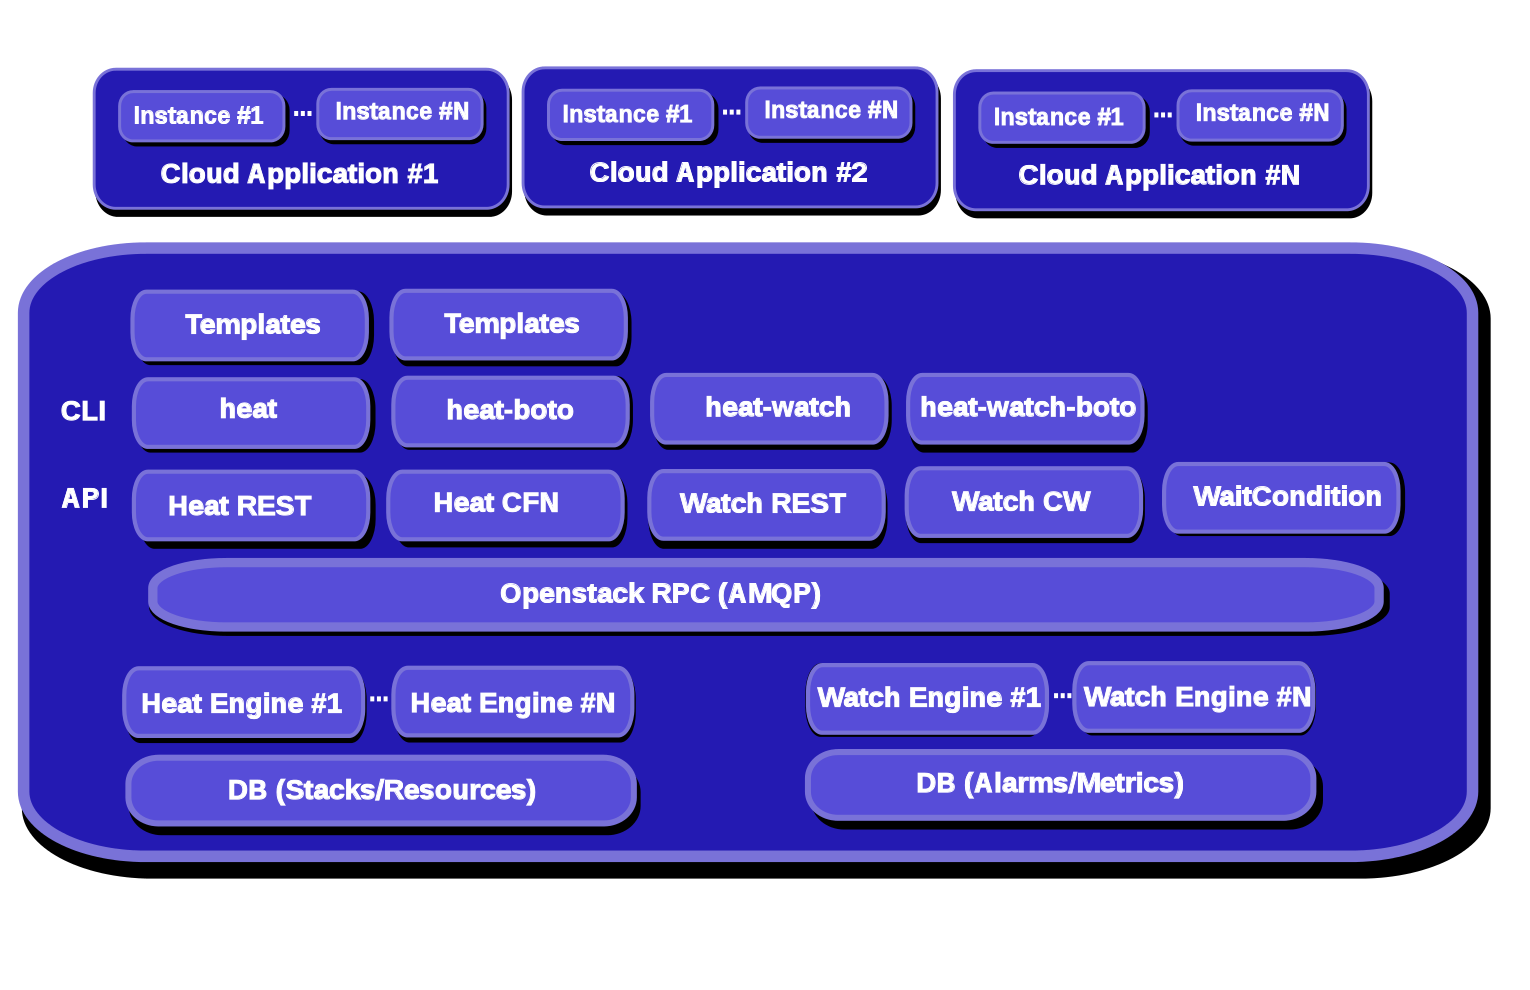 Instance #1 ... Instance #N
Cloud Application #1
Instance #1 ... Instance #N
Cloud Application #2
Instance #1 ... Instance #N
Cloud Application #N
Templates
Templates
CLI
heat
heat-boto
heat-watch
heat-watch-boto
API
Heat REST
Heat CFN
Watch REST
Watch CW
WaitCondition
Openstack RPC (AMQP)
Heat Engine #1 ... Heat Engine #N
Watch Engine #1 ... Watch Engine #N
DB (Stacks/Resources)
DB (Alarms/Metrics)